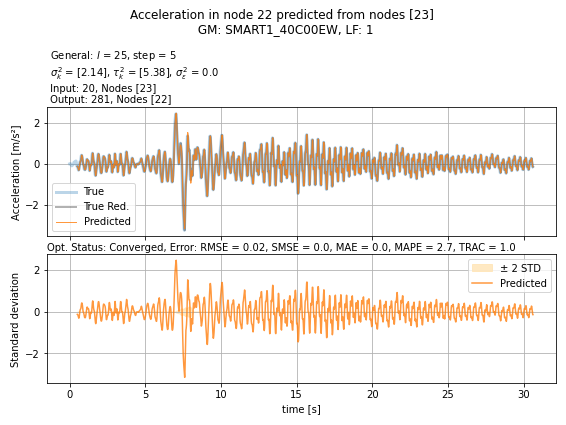 Acceleration in node 22 predicted from nodes [23]
GM: SMART1_40C00EW, LF: 1
General: l = 25, step = 5
σ²ₖ = [2.14], τ²ₖ = [5.38], σ²ε = 0.0
Input: 20, Nodes [23]
Output: 281, Nodes [22]
Acceleration [m/s²]
2
0
−2
True
True Red.
Predicted
Opt. Status: Converged, Error: RMSE = 0.02, SMSE = 0.0, MAE = 0.0, MAPE = 2.7, TRAC = 1.0
Standard deviation
2
0
−2
± 2 STD
Predicted
0 5 10 15 20 25 30
time [s]